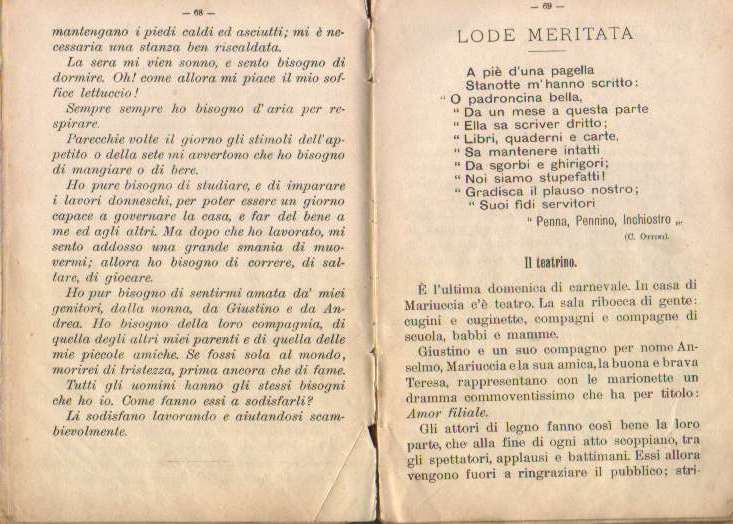 — 68 —
mantengano i piedi caldi ed asciutti; mi è ne-
cessaria una stanza ben riscaldata.
La sera mi vien sonno, e sento bisogno di
dormire. Oh! come allora mi piace il mio sof-
fice lettuccio!
Sempre sempre ho bisogno d'aria per re-
spirare.
Parecchie volte il giorno gli stimoli dell'ap-
petito o della sete mi avvertono che ho bisogno
di mangiare o di bere.
Ho pure bisogno di studiare, e di imparare
i lavori donneschi, per poter essere un giorno
capace a governare la casa, e far del bene a
me ed agli altri. Ma dopo che ho lavorato, mi
sento addosso una grande smania di muo-
vermi; allora ho bisogno di correre, di sal-
tare, di giocare.
Ho pur bisogno di sentirmi amata da' miei
genitori, dalla nonna, da Giustino e da An-
drea. Ho bisogno della loro compagnia, di
quella degli altri miei parenti e di quella delle
mie piccole amiche. Se fossi sola al mondo,
morirei di tristezza, prima ancora che di fame.
Tutti gli uomini hanno gli stessi bisogni
che ho io. Come fanno essi a sodisfarli?
Li sodisfano lavorando e aiutandosi scam-
bievolmente.
— 69 —
LODE MERITATA
A piè d'una pagella
Stanotte m'hanno scritto:
“ O padroncina bella,
“ Da un mese a questa parte
“ Ella sa scriver dritto;
“ Libri, quaderni e carte,
“ Sa mantenere intatti
“ Da sgorbi e ghirigori;
“ Noi siamo stupefatti!
“ Gradisca il plauso nostro;
“ Suoi fidi servitori
“ Penna, Pennino, Inchiostro „.
Il teatrino.
È l'ultima domenica di carnevale. In casa di
Mariuccia c'è teatro. La sala ribocca di gente:
cugini e cuginette, compagni e compagne di
scuola, babbi e mamme.
Giustino e un suo compagno per nome An-
selmo, Mariuccia e la sua amica, la buona e brava
Teresa, rappresentano con le marionette un
dramma commoventissimo che ha per titolo:
Amor filiale.
Gli attori di legno fanno così bene la loro
parte, che alla fine di ogni atto scoppiano, tra
gli spettatori, applausi e battimani. Essi allora
vengono fuori a ringraziare il pubblico; stri-